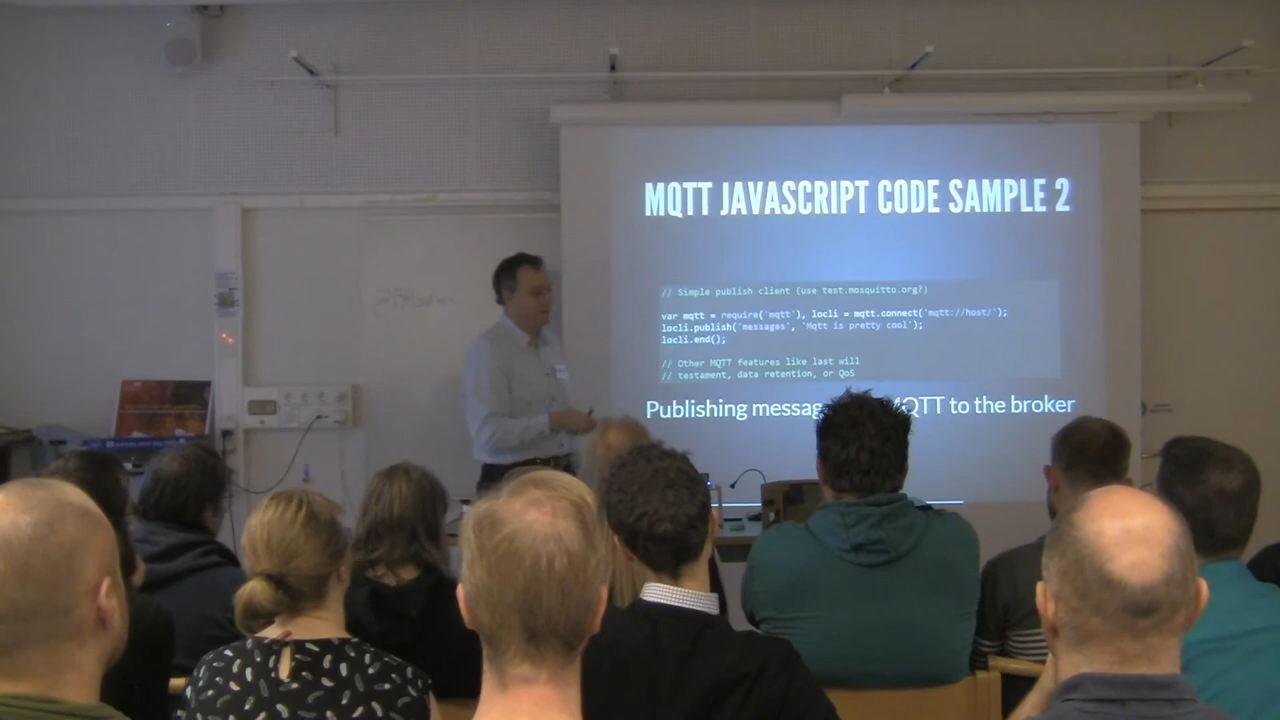 MQTT JAVASCRIPT CODE SAMPLE 2
// Simple publish client (use test.mosquitto.org?)
var mqtt = require('mqtt'), locli = mqtt.connect('mqtt://host/');
locli.publish('messages', 'Mqtt is pretty cool');
locli.end();
// Other MQTT features like last will
// testament, data retention, or QoS
Publishing messag MQTT to the broker